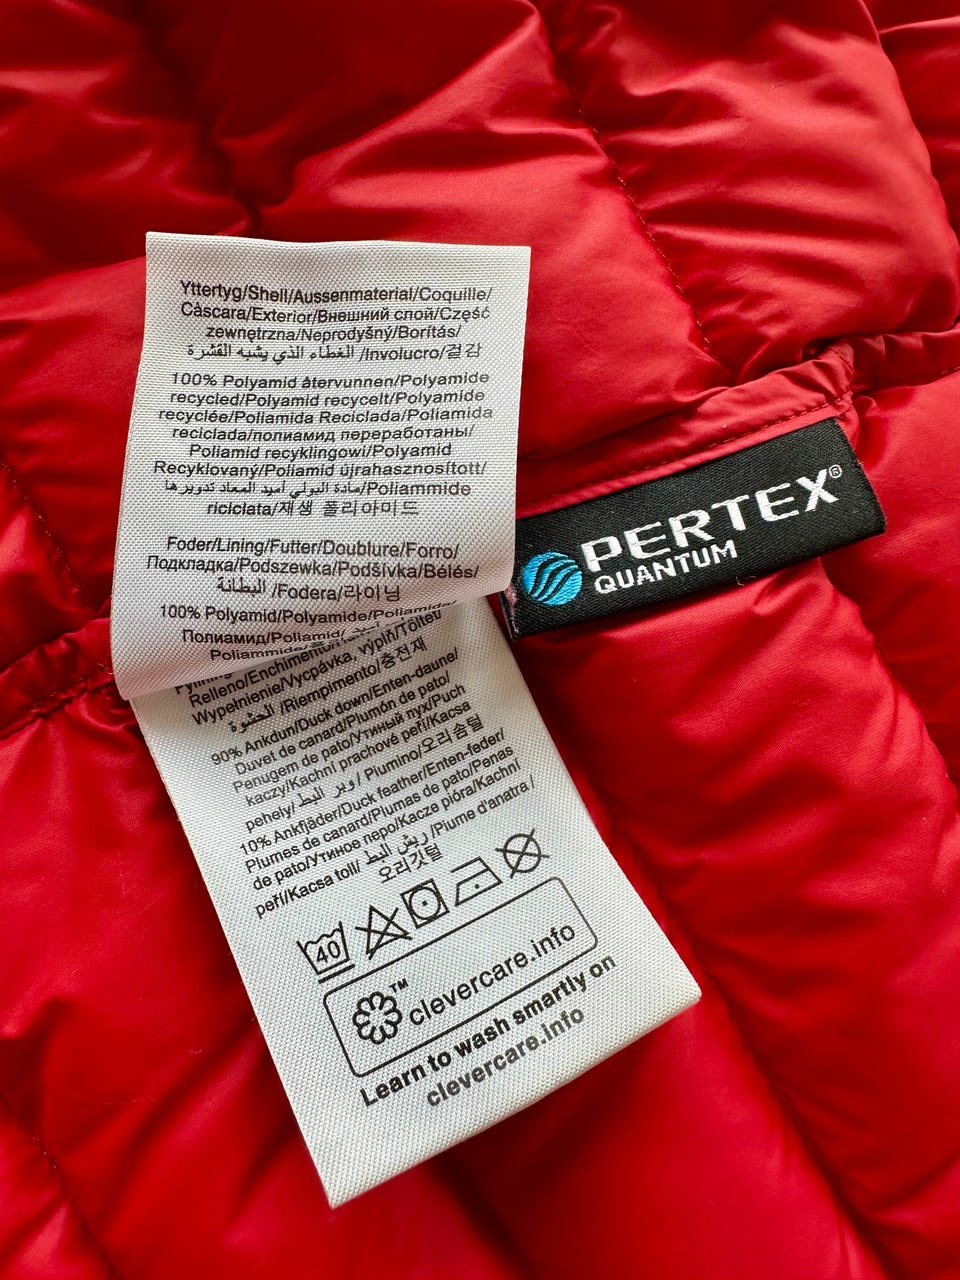 Yttertyg/Shell/Aussenmaterial/Coquille/
Càscara/Exterior/Внешний слой/Część
zewnętrzna/Neprodyšný/Borítás/
الغطاء الذي يشبه القشرة /Involucro/겉감
100% Polyamid återvunnen/Polyamide
recycled/Polyamid recycelt/Polyamide
recyclée/Poliamida Reciclada/Poliamida
reciclada/полиамид переработаны/
Poliamid recyklingowi/Polyamid
Recyklovaný/Poliamid újrahasznosított/
مادة البولي أميد المعاد تدويرها/Poliammide
riciclata/재생 폴리아미드
Foder/Lining/Futter/Doublure/Forro/
Подкладка/Podszewka/Podšívka/Bélés/
البطانة /Fodera/라이닝
100% Polyamid/Polyamide/Poliamida/
Полиамид/Poliamid/
Poliammide/
PERTEX®
QUANTUM
Relleno/Enchimento/
Wypełnienie/Vycpávka, výplň/Töltet/
الحشوة /Riempimento/충전재
90% Ankdun/Duck down/Enten-daune/
Duvet de canard/Plumón de pato/
Penugem de pato/Утиный пух/Puch
kaczy/Kachní prachové peří/Kacsa
pehely/ وبر البط / Piumino/오리솜털
10% Ankfjäder/Duck feather/Enten-feder/
Plumes de canard/Plumas de pato/Penas
de pato/Утиное перо/Kacze pióra/Kachní
peří/Kacsa toll/ ريش البط /Piume d'anatra /
오리깃털
40
™ clevercare.info
Learn to wash smartly on
clevercare.info